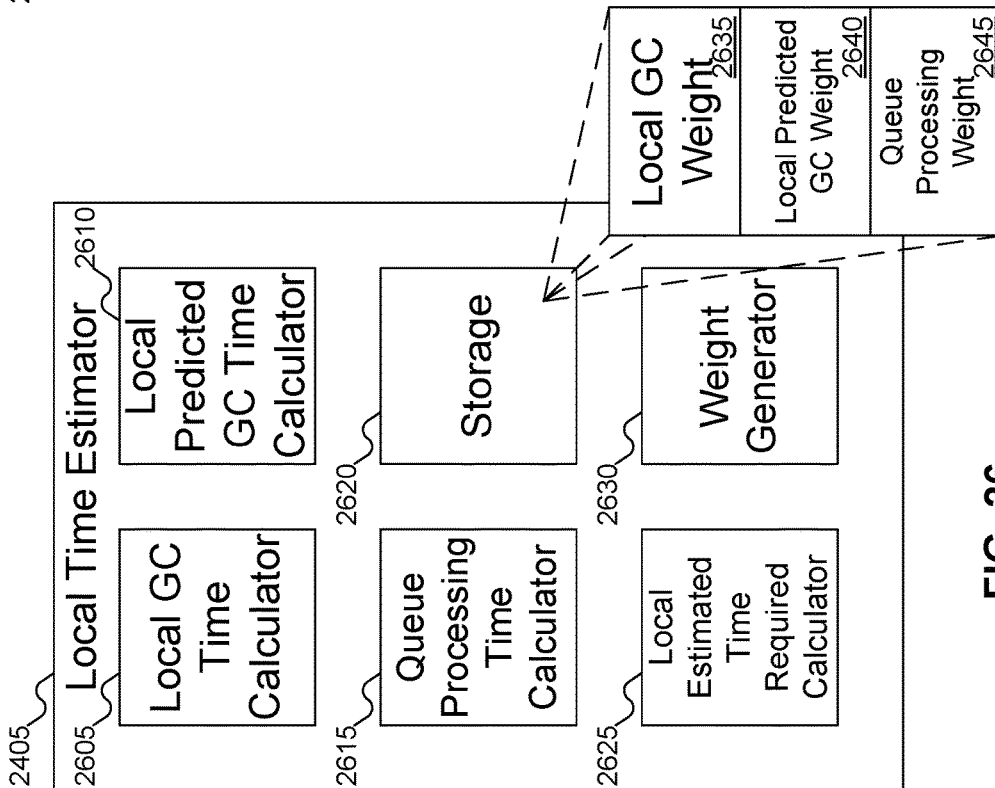 2405
Local Time Estimator
2605
Local GC
Time
Calculator
2610
Local
Predicted
GC Time
Calculator
2615
Queue
Processing
Time
Calculator
2620
Storage
2625
Local
Estimated
Time
Required
Calculator
2630
Weight
Generator
Local GC
Weight
2635
Local Predicted
GC Weight
2640
Queue
Processing
Weight
2645